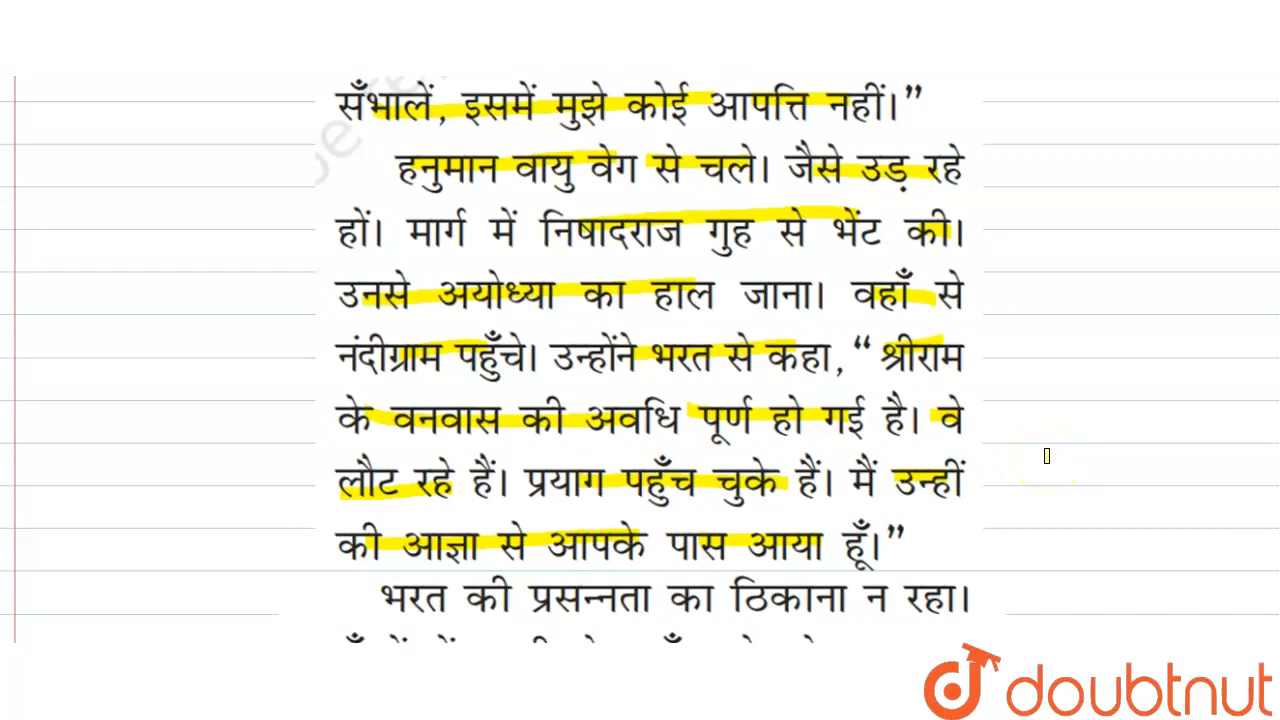 सँभालें, इसमें मुझे कोई आपत्ति नहीं।”
हनुमान वायु वेग से चले। जैसे उड़ रहे
हों। मार्ग में निषादराज गुह से भेंट की।
उनसे अयोध्या का हाल जाना। वहाँ से
नंदीग्राम पहुँचे। उन्होंने भरत से कहा, “श्रीराम
के वनवास की अवधि पूर्ण हो गई है। वे
लौट रहे हैं। प्रयाग पहुँच चुके हैं। मैं उन्हीं
की आज्ञा से आपके पास आया हूँ।”
भरत की प्रसन्नता का ठिकाना न रहा।
doubtnut